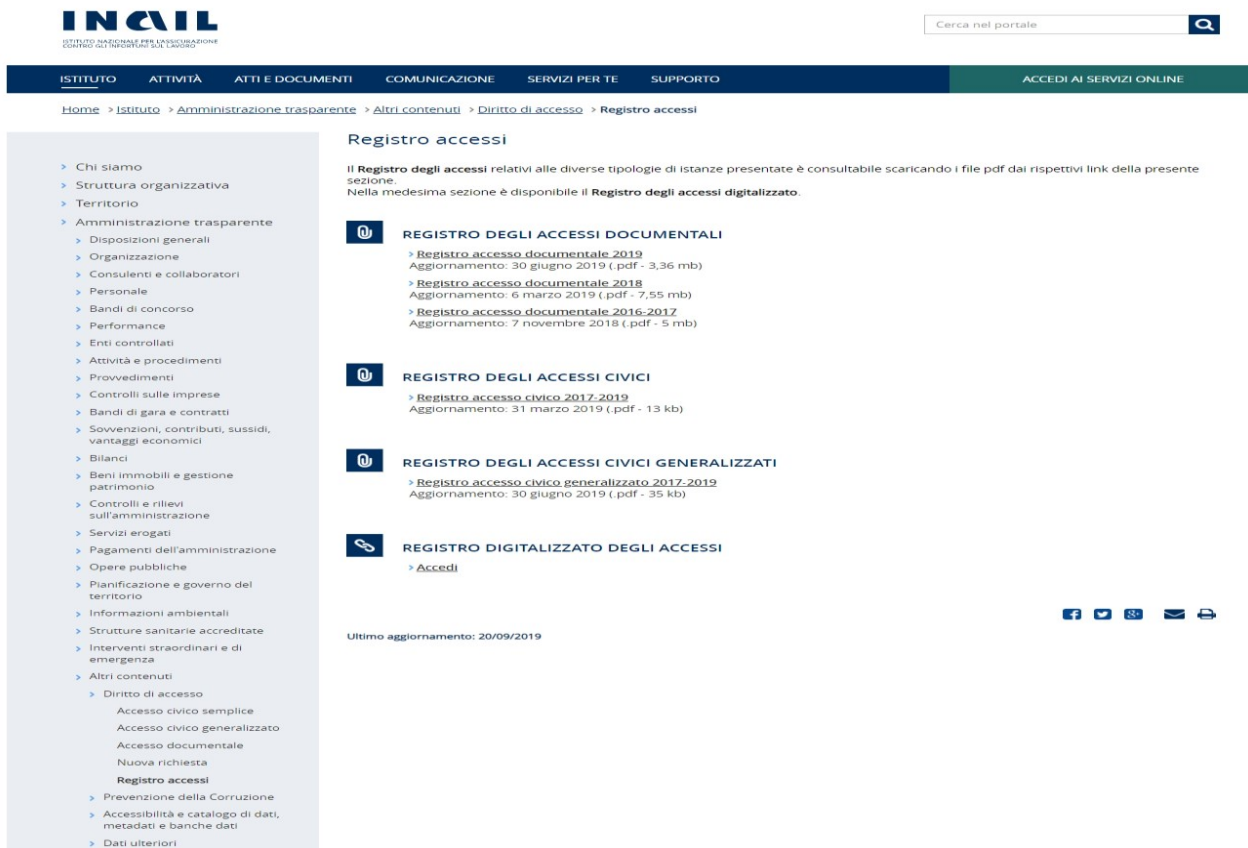 INAIL
ISTITUTO NAZIONALE PER L'ASSICURAZIONE
CONTRO GLI INFORTUNI SUL LAVORO
Cerca nel portale
ISTITUTO ATTIVITÀ ATTI E DOCUMENTI COMUNICAZIONE SERVIZI PER TE SUPPORTO ACCEDI AI SERVIZI ONLINE
Home > Istituto > Amministrazione trasparente > Altri contenuti > Diritto di accesso > Registro accessi
> Chi siamo
> Struttura organizzativa
> Territorio
> Amministrazione trasparente
> Disposizioni generali
> Organizzazione
> Consulenti e collaboratori
> Personale
> Bandi di concorso
> Performance
> Enti controllati
> Attività e procedimenti
> Provvedimenti
> Controlli sulle imprese
> Bandi di gara e contratti
> Sovvenzioni, contributi, sussidi,
vantaggi economici
> Bilanci
> Beni immobili e gestione
patrimonio
> Controlli e rilievi
sull'amministrazione
> Servizi erogati
> Pagamenti dell'amministrazione
> Opere pubbliche
> Pianificazione e governo del
territorio
> Informazioni ambientali
> Strutture sanitarie accreditate
> Interventi straordinari e di
emergenza
> Altri contenuti
> Diritto di accesso
Accesso civico semplice
Accesso civico generalizzato
Accesso documentale
Nuova richiesta
Registro accessi
> Prevenzione della Corruzione
> Accessibilità e catalogo di dati,
metadati e banche dati
> Dati ulteriori
Registro accessi
Il Registro degli accessi relativi alle diverse tipologie di istanze presentate è consultabile scaricando i file pdf dai rispettivi link della presente
sezione.
Nella medesima sezione è disponibile il Registro degli accessi digitalizzato.
REGISTRO DEGLI ACCESSI DOCUMENTALI
> Registro accesso documentale 2019
Aggiornamento: 30 giugno 2019 (.pdf - 3,36 mb)
> Registro accesso documentale 2018
Aggiornamento: 6 marzo 2019 (.pdf - 7,55 mb)
> Registro accesso documentale 2016-2017
Aggiornamento: 7 novembre 2018 (.pdf - 5 mb)
REGISTRO DEGLI ACCESSI CIVICI
> Registro accesso civico 2017-2019
Aggiornamento: 31 marzo 2019 (.pdf - 13 kb)
REGISTRO DEGLI ACCESSI CIVICI GENERALIZZATI
> Registro accesso civico generalizzato 2017-2019
Aggiornamento: 30 giugno 2019 (.pdf - 35 kb)
REGISTRO DIGITALIZZATO DEGLI ACCESSI
> Accedi
Ultimo aggiornamento: 20/09/2019